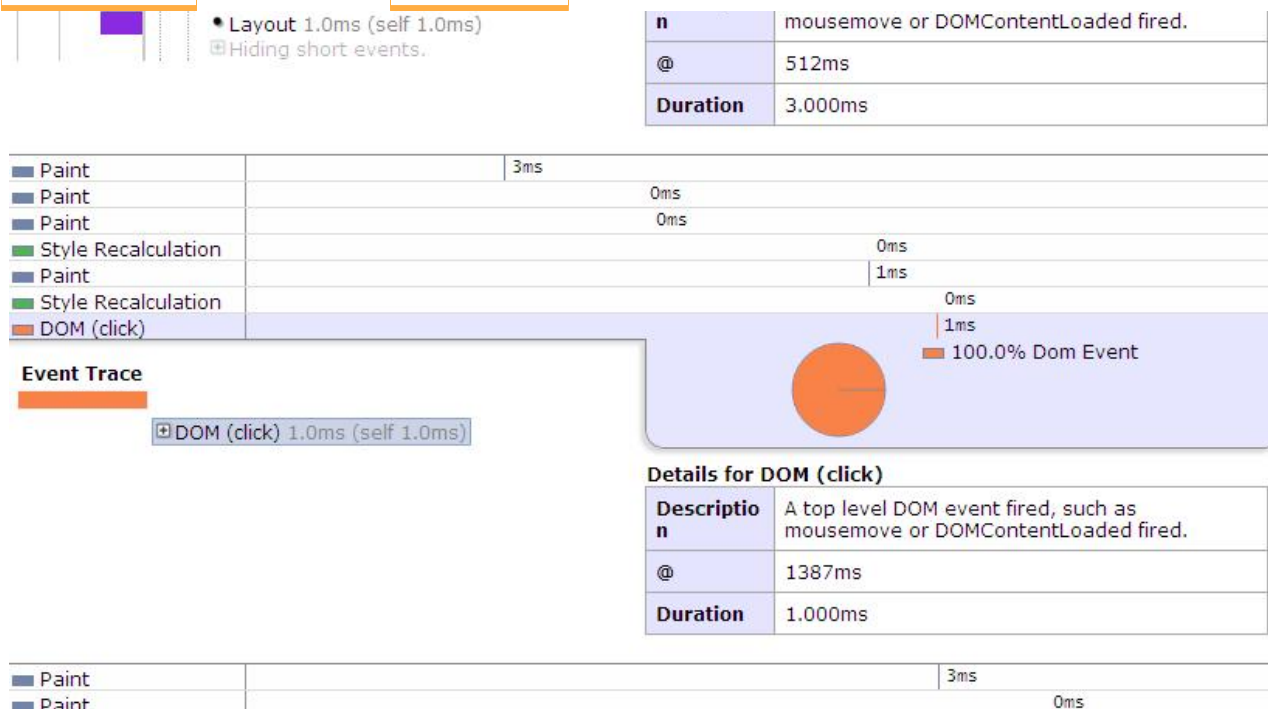 Layout 1.0ms (self 1.0ms)
Hiding short events.
n
mousemove or DOMContentLoaded fired.
@
512ms
Duration
3.000ms
Paint
3ms
Paint
0ms
Paint
0ms
Style Recalculation
0ms
Paint
1ms
Style Recalculation
0ms
DOM (click)
1ms
100.0% Dom Event
Event Trace
DOM (click) 1.0ms (self 1.0ms)
Details for DOM (click)
Descriptio
n
A top level DOM event fired, such as
mousemove or DOMContentLoaded fired.
@
1387ms
Duration
1.000ms
Paint
3ms
Paint
0ms